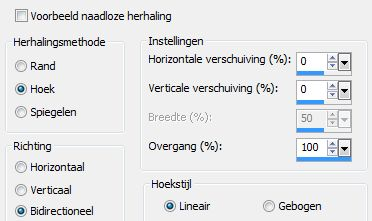 Voorbeeld naadloze herhaling
Herhalingsmethode
Rand
Hoek
Spiegelen
Richting
Horizontaal
Verticaal
Bidirectioneel
Instellingen
Horizontale verschuiving (%): 0
Verticale verschuiving (%): 0
Breedte (%): 50
Overgang (%): 100
Hoekstijl
Lineair
Gebogen